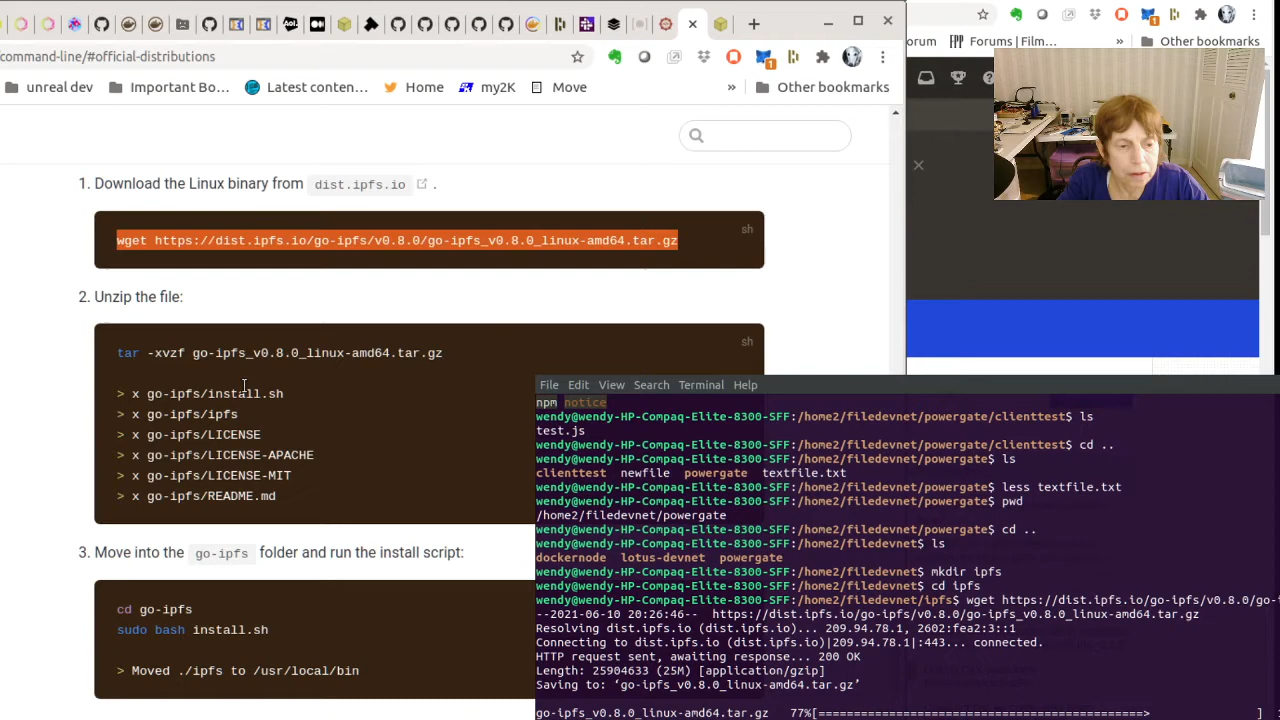 AOL
1
orum
Forums | Film…
»
Other bookmarks
command-line/#official-distributions
1
unreal dev
Important Bo…
Latest conten…
Home
my2K
Move
»
Other bookmarks
1. Download the Linux binary from dist.ipfs.io .
wget https://dist.ipfs.io/go-ipfs/v0.8.0/go-ipfs_v0.8.0_linux-amd64.tar.gz
sh
2. Unzip the file:
tar -xvzf go-ipfs_v0.8.0_linux-amd64.tar.gz
sh
> x go-ipfs/install.sh
> x go-ipfs/ipfs
> x go-ipfs/LICENSE
> x go-ipfs/LICENSE-APACHE
> x go-ipfs/LICENSE-MIT
> x go-ipfs/README.md
3. Move into the go-ipfs folder and run the install script:
cd go-ipfs
sudo bash install.sh
> Moved ./ipfs to /usr/local/bin
File Edit View Search Terminal Help
npm notice
wendy@wendy-HP-Compaq-Elite-8300-SFF:/home2/filedevnet/powergate/clienttest$ ls
test.js
wendy@wendy-HP-Compaq-Elite-8300-SFF:/home2/filedevnet/powergate/clienttest$ cd ..
wendy@wendy-HP-Compaq-Elite-8300-SFF:/home2/filedevnet/powergate$ ls
clienttest newfile powergate textfile.txt
wendy@wendy-HP-Compaq-Elite-8300-SFF:/home2/filedevnet/powergate$ less textfile.txt
wendy@wendy-HP-Compaq-Elite-8300-SFF:/home2/filedevnet/powergate$ pwd
/home2/filedevnet/powergate
wendy@wendy-HP-Compaq-Elite-8300-SFF:/home2/filedevnet/powergate$ cd ..
wendy@wendy-HP-Compaq-Elite-8300-SFF:/home2/filedevnet$ ls
dockernode lotus-devnet powergate
wendy@wendy-HP-Compaq-Elite-8300-SFF:/home2/filedevnet$ mkdir ipfs
wendy@wendy-HP-Compaq-Elite-8300-SFF:/home2/filedevnet$ cd ipfs
wendy@wendy-HP-Compaq-Elite-8300-SFF:/home2/filedevnet/ipfs$ wget https://dist.ipfs.io/go-ipfs/v0.8.0/go-i
--2021-06-10 20:26:46-- https://dist.ipfs.io/go-ipfs/v0.8.0/go-ipfs_v0.8.0_linux-amd64.tar.gz
Resolving dist.ipfs.io (dist.ipfs.io)... 209.94.78.1, 2602:fea2:3::1
Connecting to dist.ipfs.io (dist.ipfs.io)|209.94.78.1|:443... connected.
HTTP request sent, awaiting response... 200 OK
Length: 25904633 (25M) [application/gzip]
Saving to: ‘go-ipfs_v0.8.0_linux-amd64.tar.gz’
go-ipfs_v0.8.0_linux-amd64.tar.gz 77%[===========================================> ]